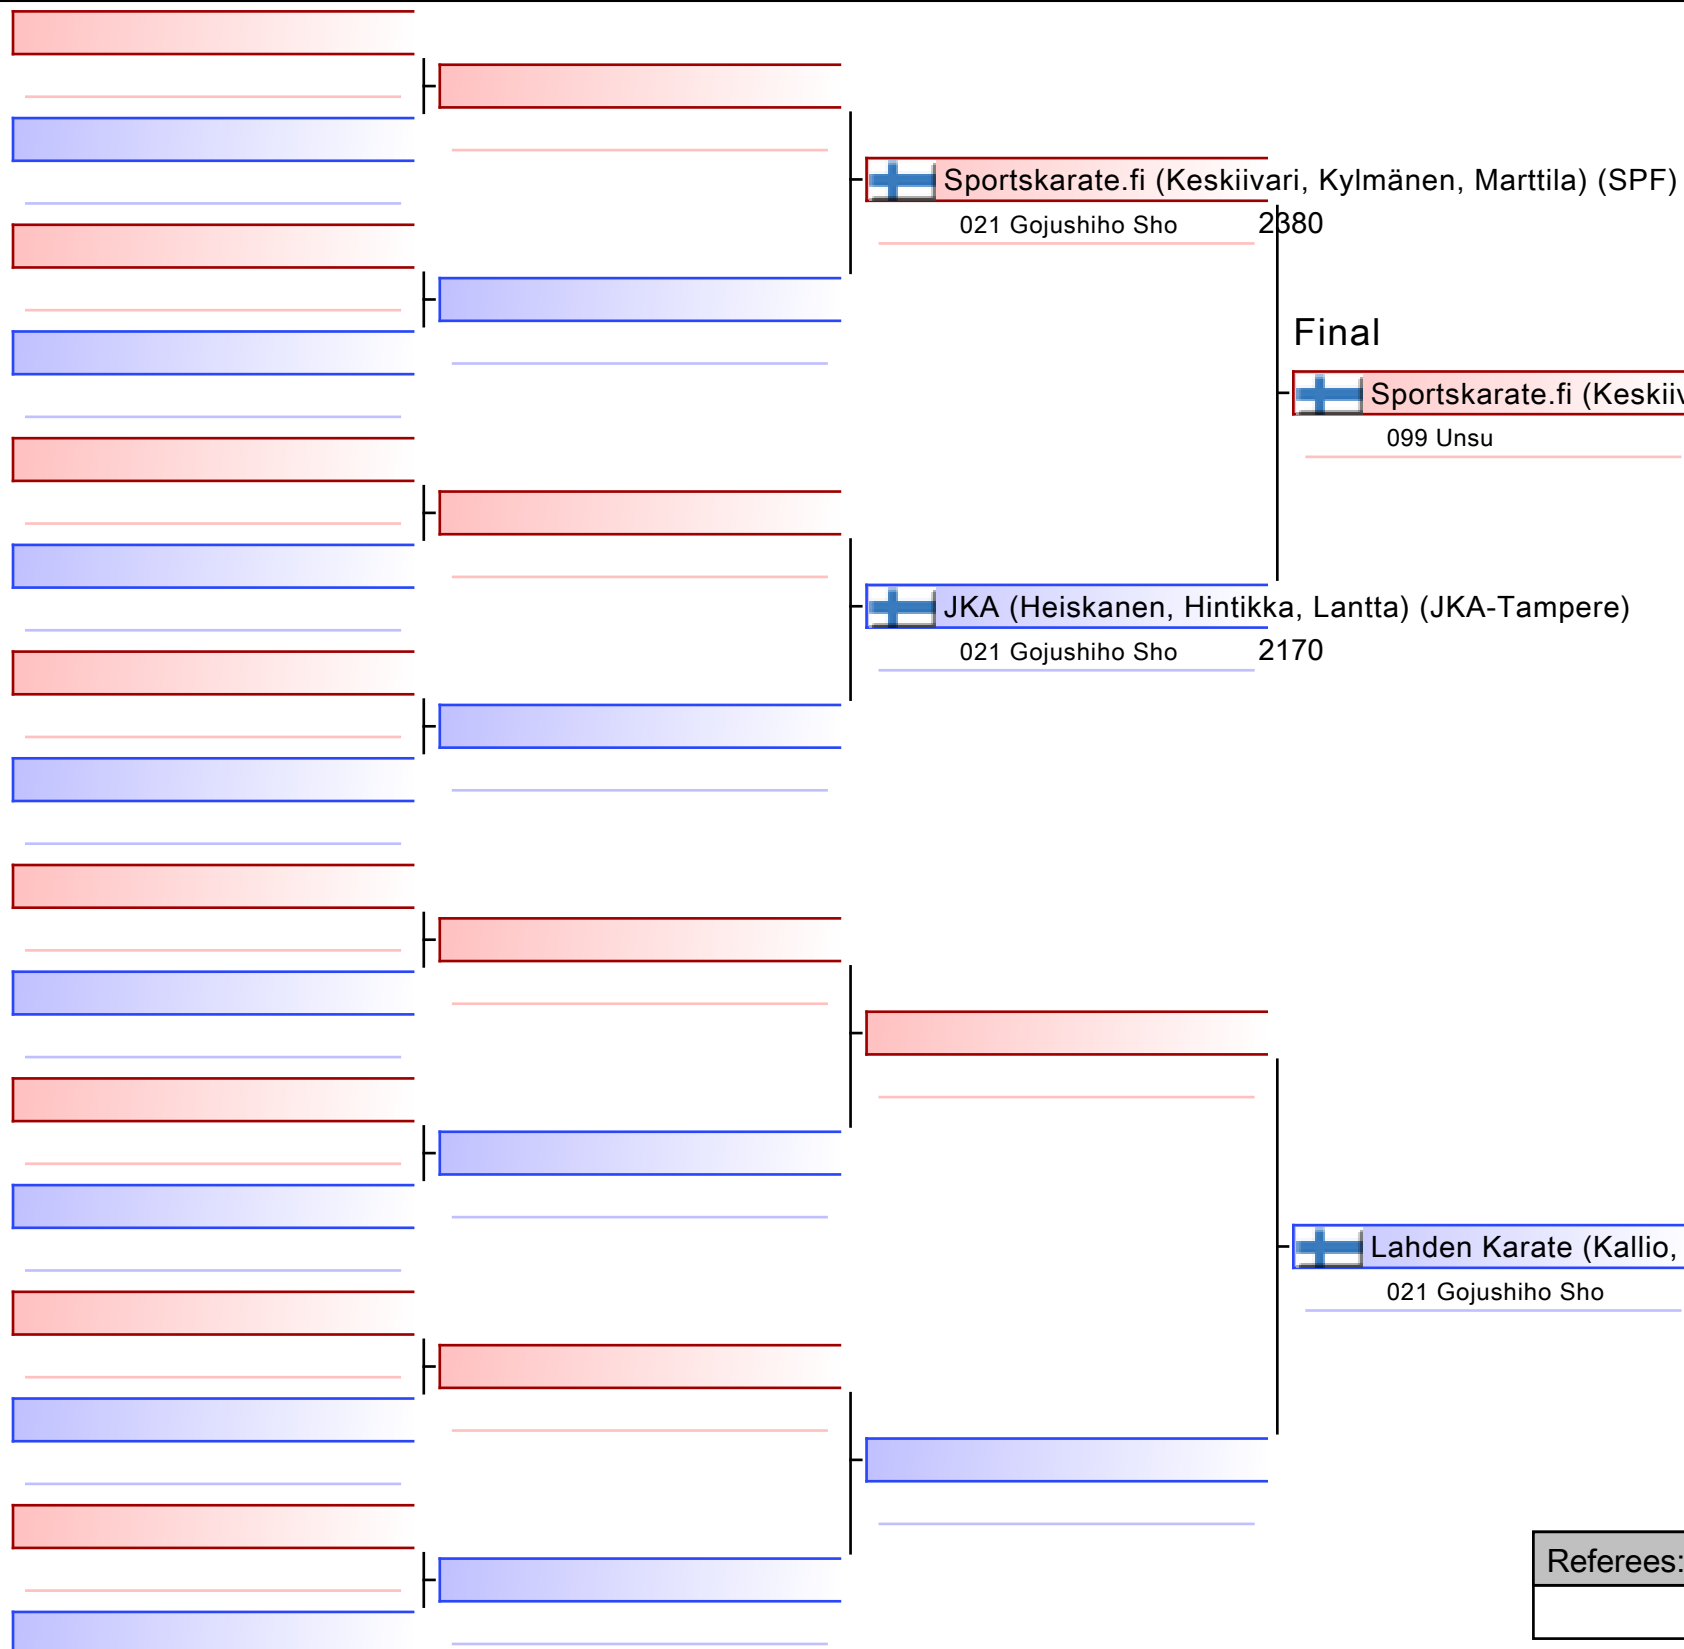 Sportskarate.fi (Keskiivari, Kylmänen, Marttila) (SPF)
021 Gojushiho Sho 2380
Final
Sportskarate.fi
099 Unsu
JKA (Heiskanen, Hintikka, Lantta) (JKA-Tampere)
021 Gojushiho Sho 2170
Lahden Karate (Kallio,
021 Gojushiho Sho
Referees: